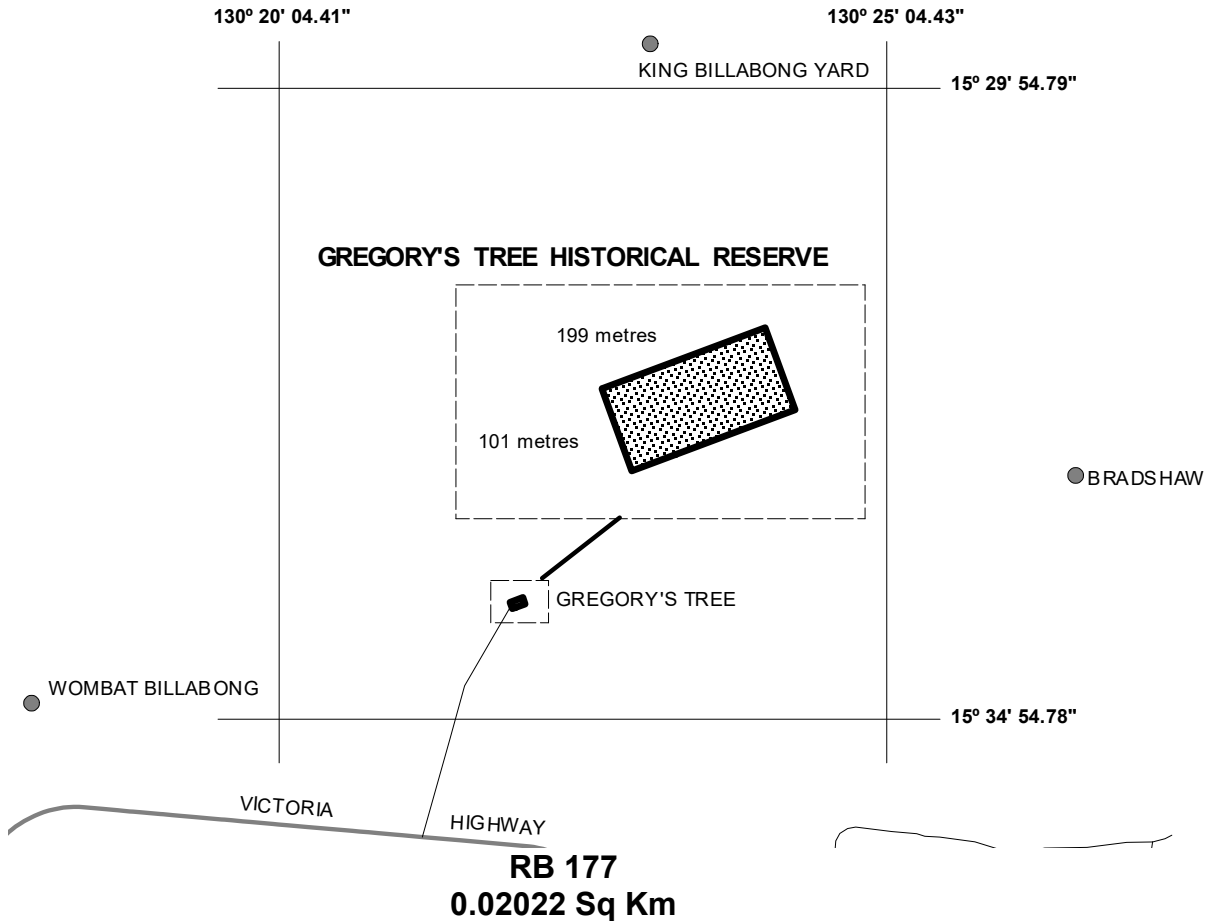 130º 20' 04.41"
130º 25' 04.43"
KING BILLABONG YARD
15º 29' 54.79"
GREGORY'S TREE HISTORICAL RESERVE
199 metres
101 metres
BRADSHAW
GREGORY'S TREE
WOMBAT BILLABONG
15º 34' 54.78"
VICTORIA
HIGHWAY
RB 177
0.02022 Sq Km